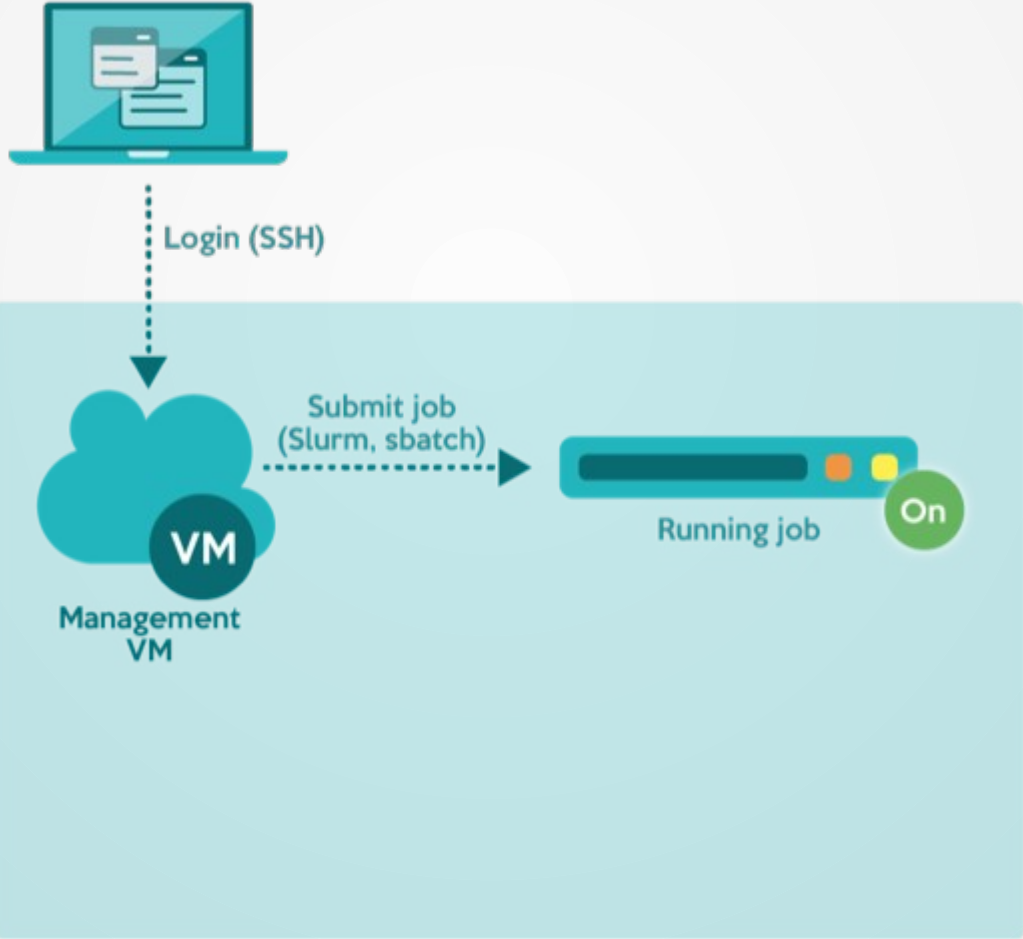 Login (SSH)
Submit job
(Slurm, sbatch)
On
Running job
VM
Management
VM